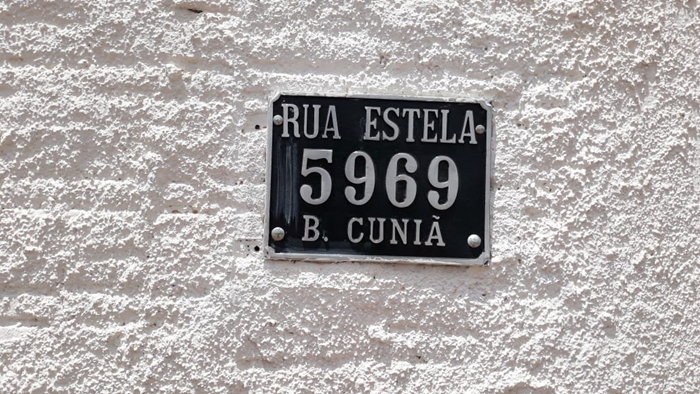 RUA ESTELA
5969
B. CUNIÃ